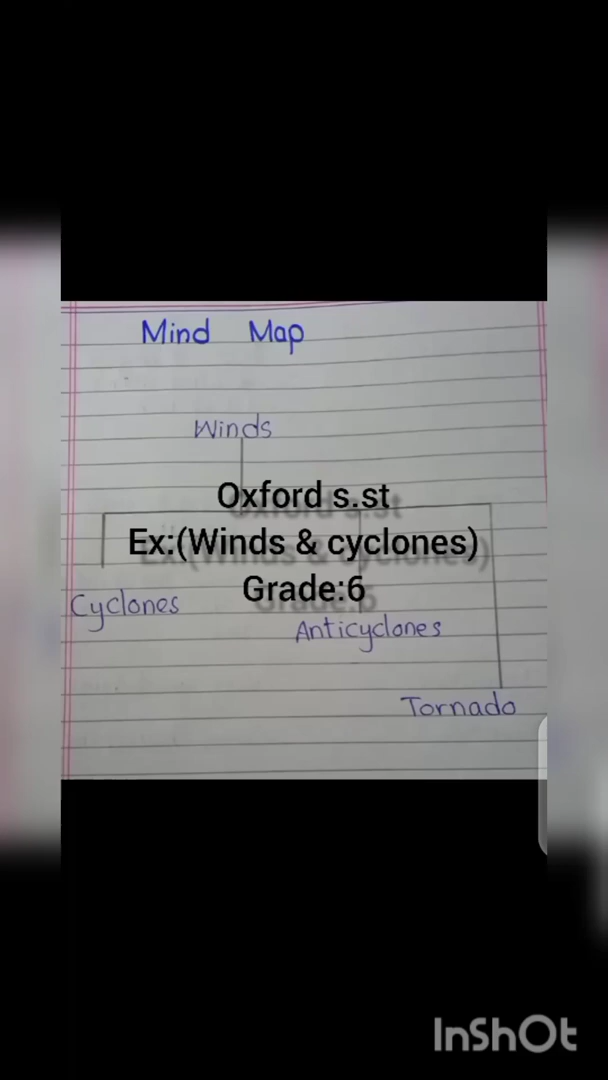 Mind Map
Winds
Oxford s.st
Ex:(Winds & cyclones)
Grade:6
Cyclones
Anticyclones
Tornado
InShOt